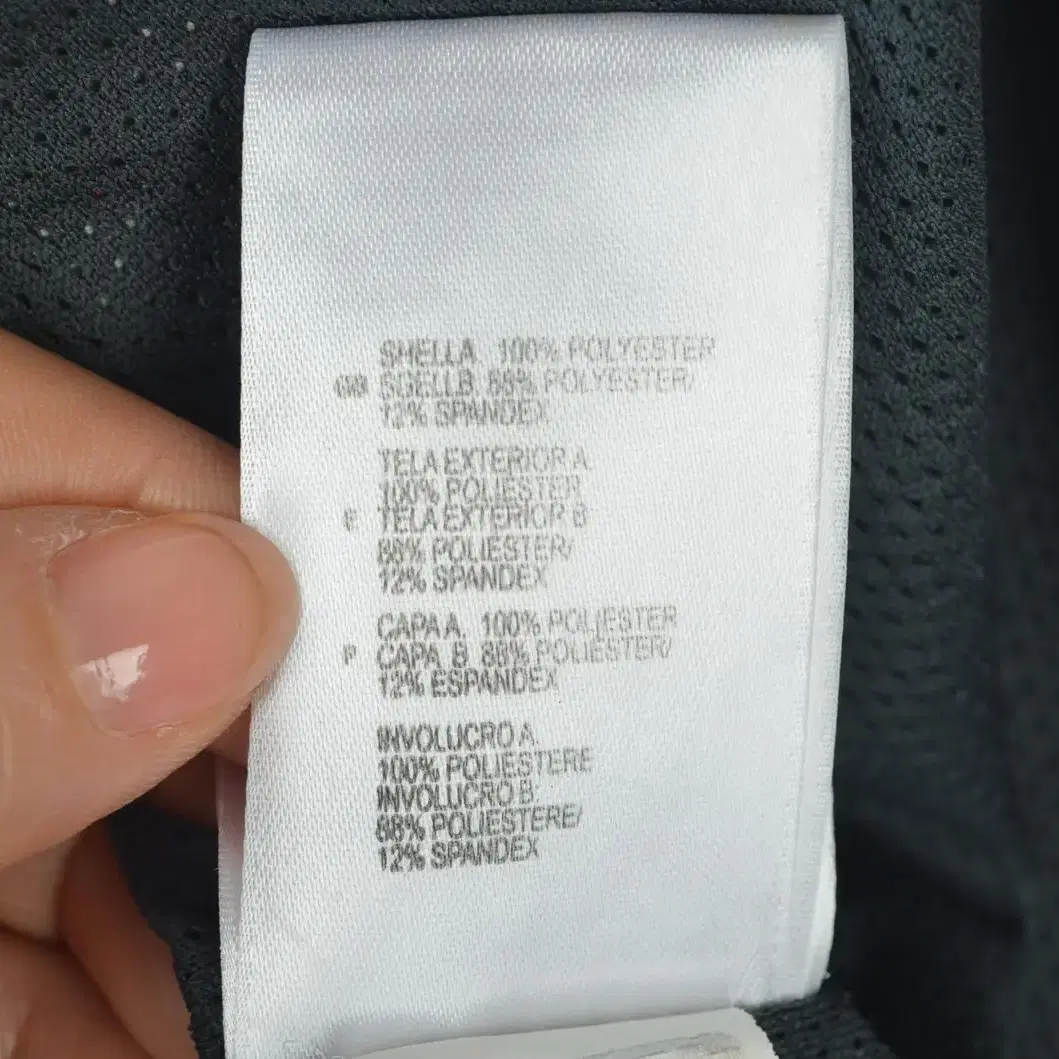 SHELLA. 100% POLYESTER
GB SGELLB. 88% POLYESTER/
12% SPANDEX
TELA EXTERIOR A.
100% POLIESTER
E TELA EXTERIOR B
88% POLIESTER/
12% SPANDEX
CAPA A. 100% POLIESTER
P CAPA B. 88% POLIESTER/
12% ESPANDEX
INVOLUCRO A.
100% POLIESTERE
INVOLUCRO B
88% POLIESTERE/
12% SPANDEX